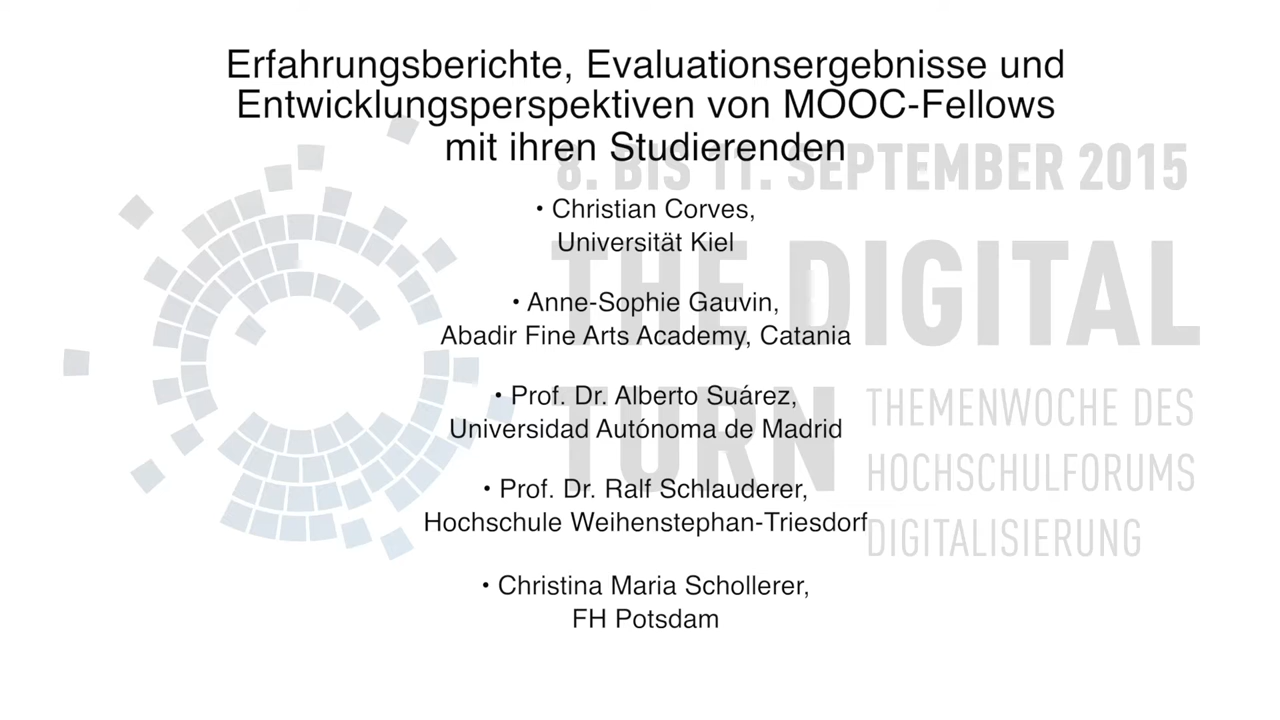 Erfahrungsberichte, Evaluationsergebnisse und
Entwicklungsperspektiven von MOOC-Fellows
mit ihren Studierenden
8. BIS 11. SEPTEMBER 2015
• Christian Corves,
Universität Kiel
THE DIGITAL
• Anne-Sophie Gauvin,
Abadir Fine Arts Academy, Catania
• Prof. Dr. Alberto Suárez,
Universidad Autónoma de Madrid
TURN
THEMENWOCHE DES
HOCHSCHULFORUMS
DIGITALISIERUNG
• Prof. Dr. Ralf Schlauderer,
Hochschule Weihenstephan-Triesdorf
• Christina Maria Schollerer,
FH Potsdam